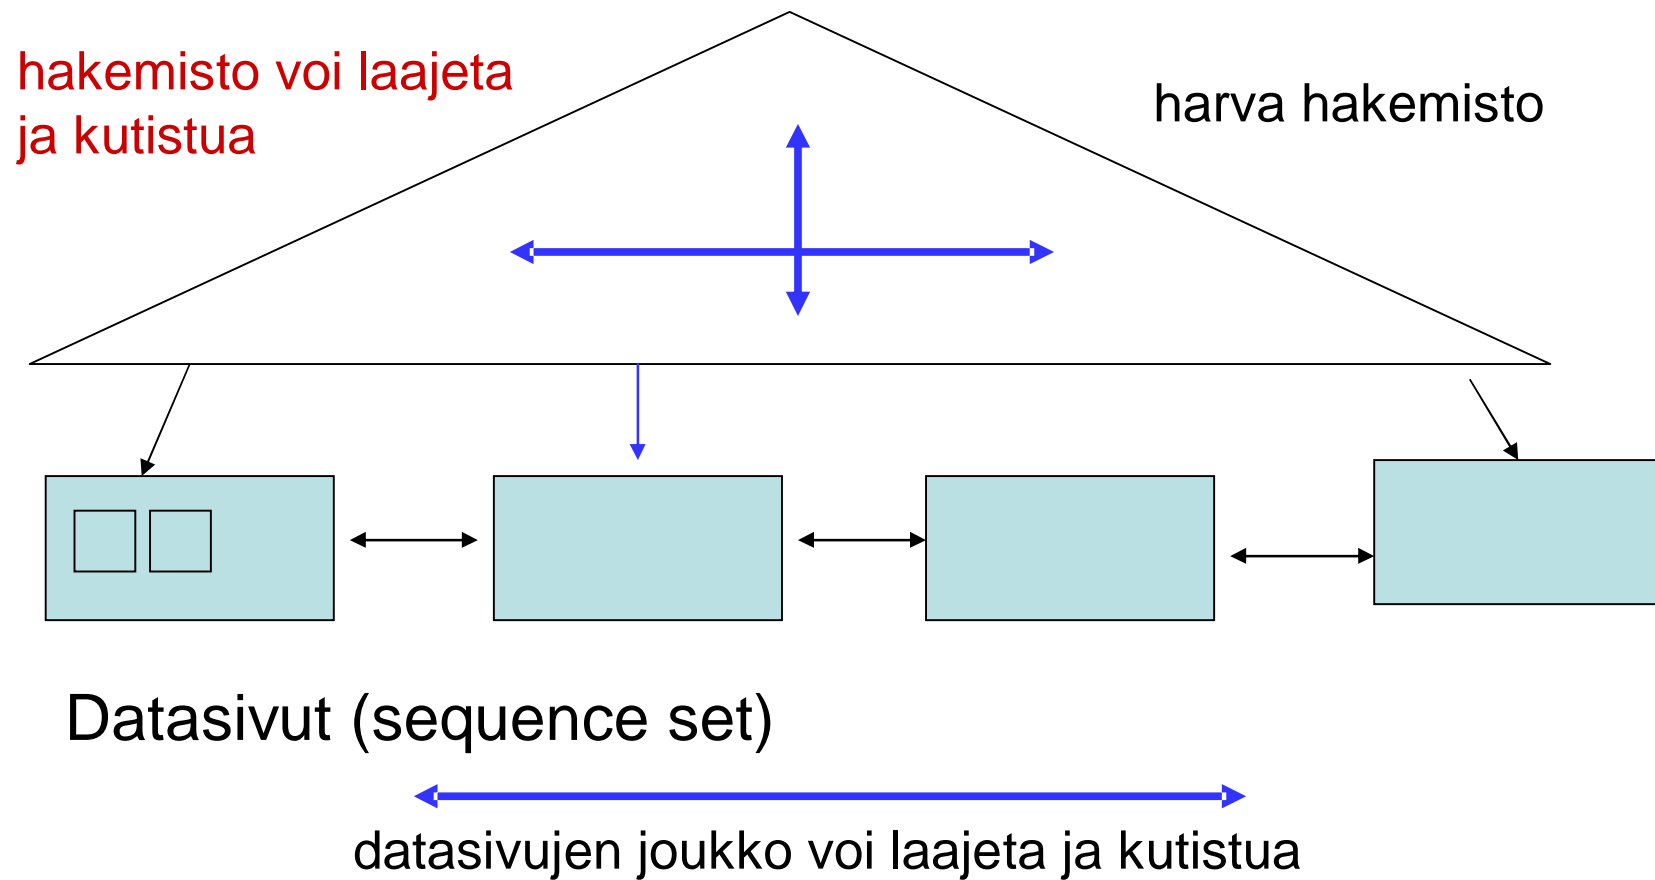 hakemisto voi laajeta
ja kutistua
harva hakemisto
Datasivut (sequence set)
datasivujen joukko voi laajeta ja kutistua